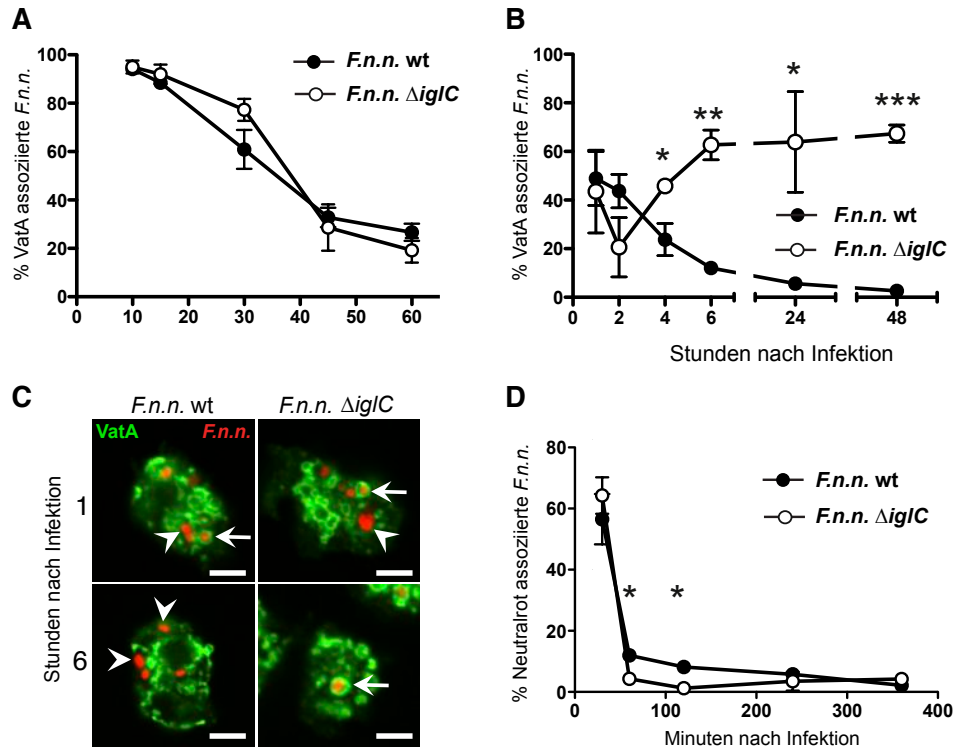 A
% VatA assoziierte F.n.n.
100
80
60
40
20
0
0 10 20 30 40 50 60
F.n.n. wt
F.n.n. ΔiglC
B
% VatA assoziierte F.n.n.
100
80
60
40
20
0
* ** * ***
F.n.n. wt
F.n.n. ΔiglC
0 2 4 6 24 48
Stunden nach Infektion
C
F.n.n. wt F.n.n. ΔiglC
VatA F.n.n.
Stunden nach Infektion
1
6
D
% Neutralrot assoziierte F.n.n.
80
60
40
20
0
* *
F.n.n. wt
F.n.n. ΔiglC
0 100 200 300 400
Minuten nach Infektion